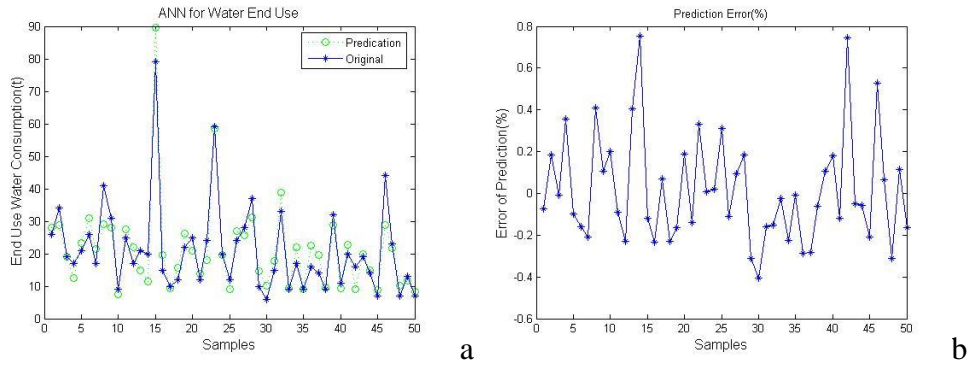 ANN for Water End Use
End Use Water Consumption(t)
90
80
70
60
50
40
30
20
10
0
0 5 10 15 20 25 30 35 40 45 50
Samples
Predication
Original
a
Prediction Error(%)
Error of Prediction(%)
0.8
0.6
0.4
0.2
0
-0.2
-0.4
-0.6
0 5 10 15 20 25 30 35 40 45 50
Samples
b